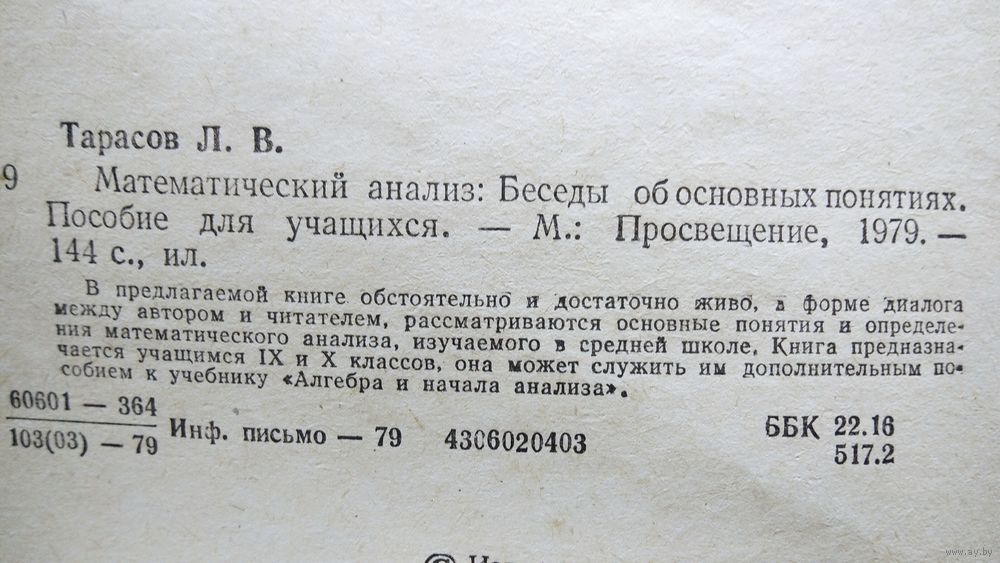 Тарасов Л. В.
9 Математический анализ: Беседы об основных понятиях.
Пособие для учащихся. — М.: Просвещение, 1979. —
144 с., ил.
В предлагаемой книге обстоятельно и достаточно живо, в форме диалога
между автором и читателем, рассматриваются основные понятия и определе-
ния математического анализа, изучаемого в средней школе. Книга предназна-
чается учащимся IX и X классов, она может служить им дополнительным по-
собием к учебнику «Алгебра и начала анализа».
60601 — 364
103(03) — 79
Инф. письмо — 79 4306020403
ББК 22.16
517.2
©
www.ay.by